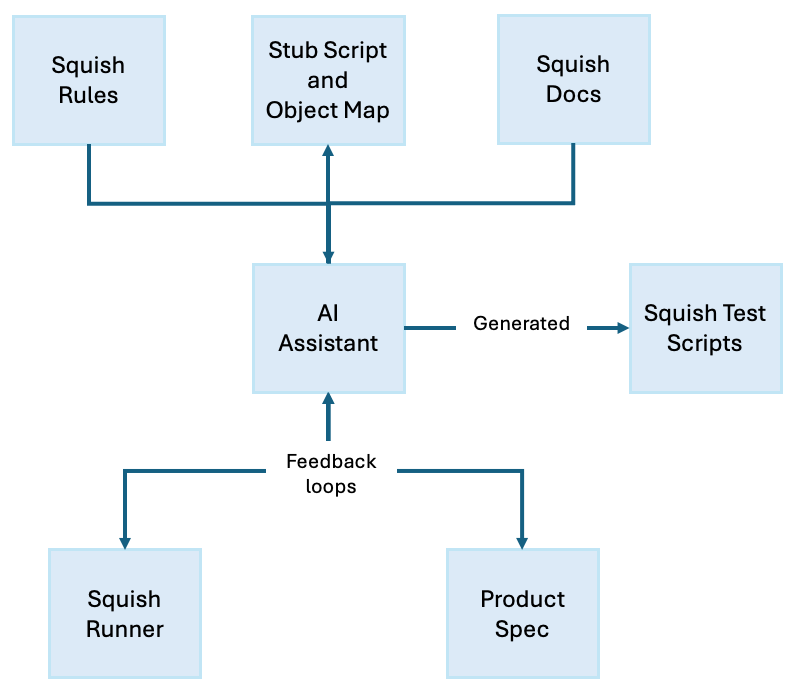 Squish
Rules
Stub Script
and
Object Map
Squish
Docs
AI
Assistant
Generated
Squish Test
Scripts
Feedback
loops
Squish
Runner
Product
Spec